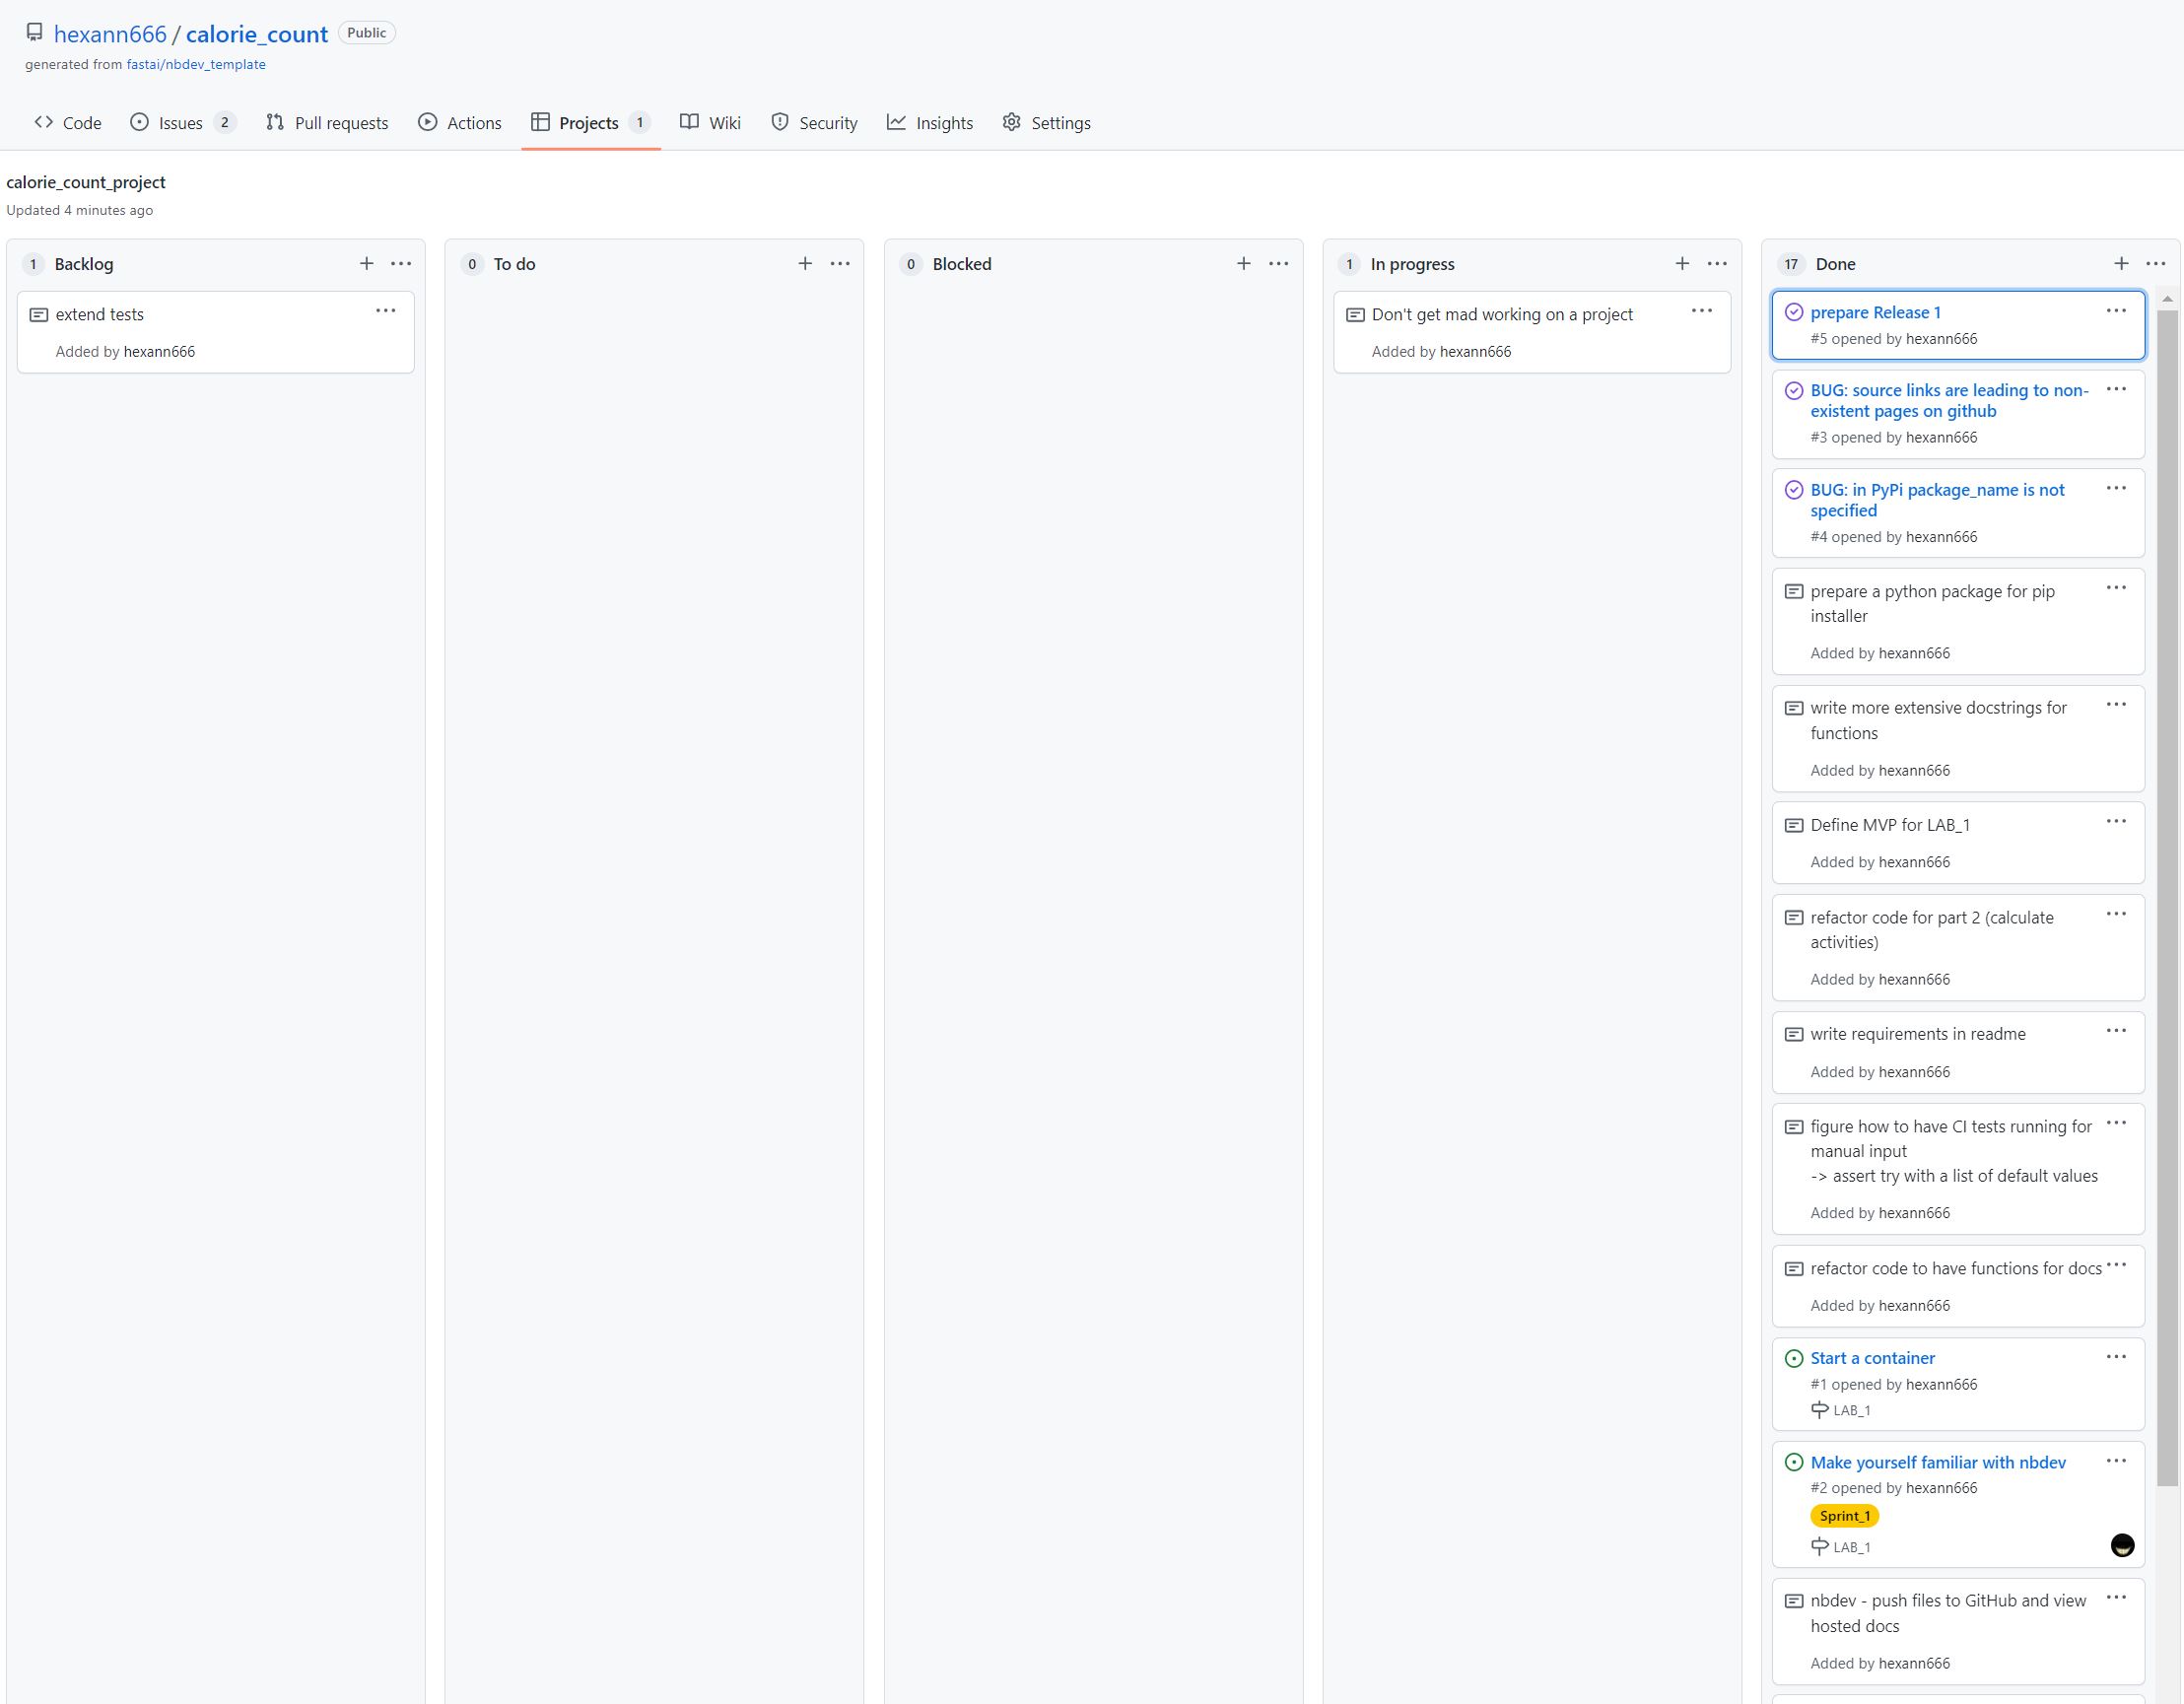 hexann666 / calorie_count Public
generated from fastai/nbdev_template
Code Issues 2 Pull requests Actions Projects 1 Wiki Security Insights Settings
calorie_count_project
Updated 4 minutes ago
1 Backlog
extend tests
Added by hexann666
0 To do
0 Blocked
1 In progress
Don't get mad working on a project
Added by hexann666
17 Done
prepare Release 1
#5 opened by hexann666
BUG: source links are leading to non-
existent pages on github
#3 opened by hexann666
BUG: in PyPi package_name is not
specified
#4 opened by hexann666
prepare a python package for pip
installer
Added by hexann666
write more extensive docstrings for
functions
Added by hexann666
Define MVP for LAB_1
Added by hexann666
refactor code for part 2 (calculate
activities)
Added by hexann666
write requirements in readme
Added by hexann666
figure how to have CI tests running for
manual input
-> assert try with a list of default values
Added by hexann666
refactor code to have functions for docs
Added by hexann666
Start a container
#1 opened by hexann666
LAB_1
Make yourself familiar with nbdev
#2 opened by hexann666
Sprint_1
LAB_1
nbdev - push files to GitHub and view
hosted docs
Added by hexann666